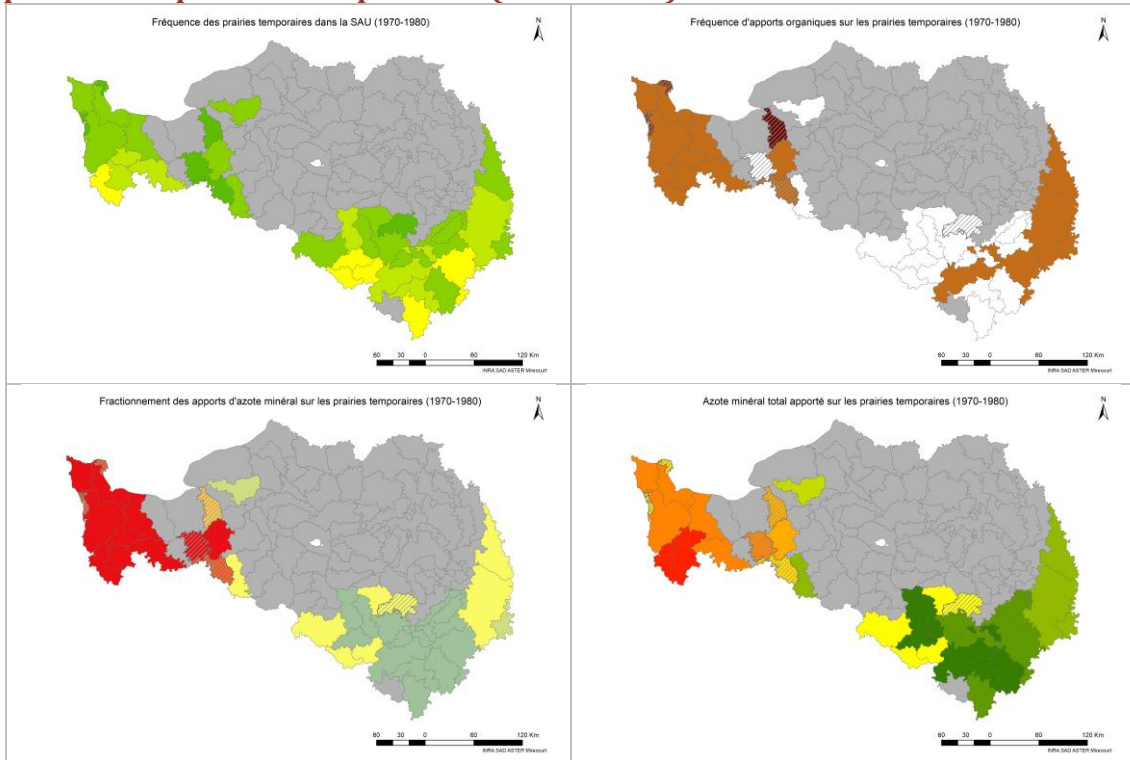 Fréquence des prairies temporaires dans la SAU (1970-1980)
N
60 30 0 60 120 Km
INRA SAD ASTER Mirecourt
Fréquence d'apports organiques sur les prairies temporaires (1970-1980)
N
60 30 0 60 120 Km
INRA SAD ASTER Mirecourt
Fractionnement des apports d'azote minéral sur les prairies temporaires (1970-1980)
N
60 30 0 60 120 Km
INRA SAD ASTER Mirecourt
Azote minéral total apporté sur les prairies temporaires (1970-1980)
N
60 30 0 60 120 Km
INRA SAD ASTER Mirecourt